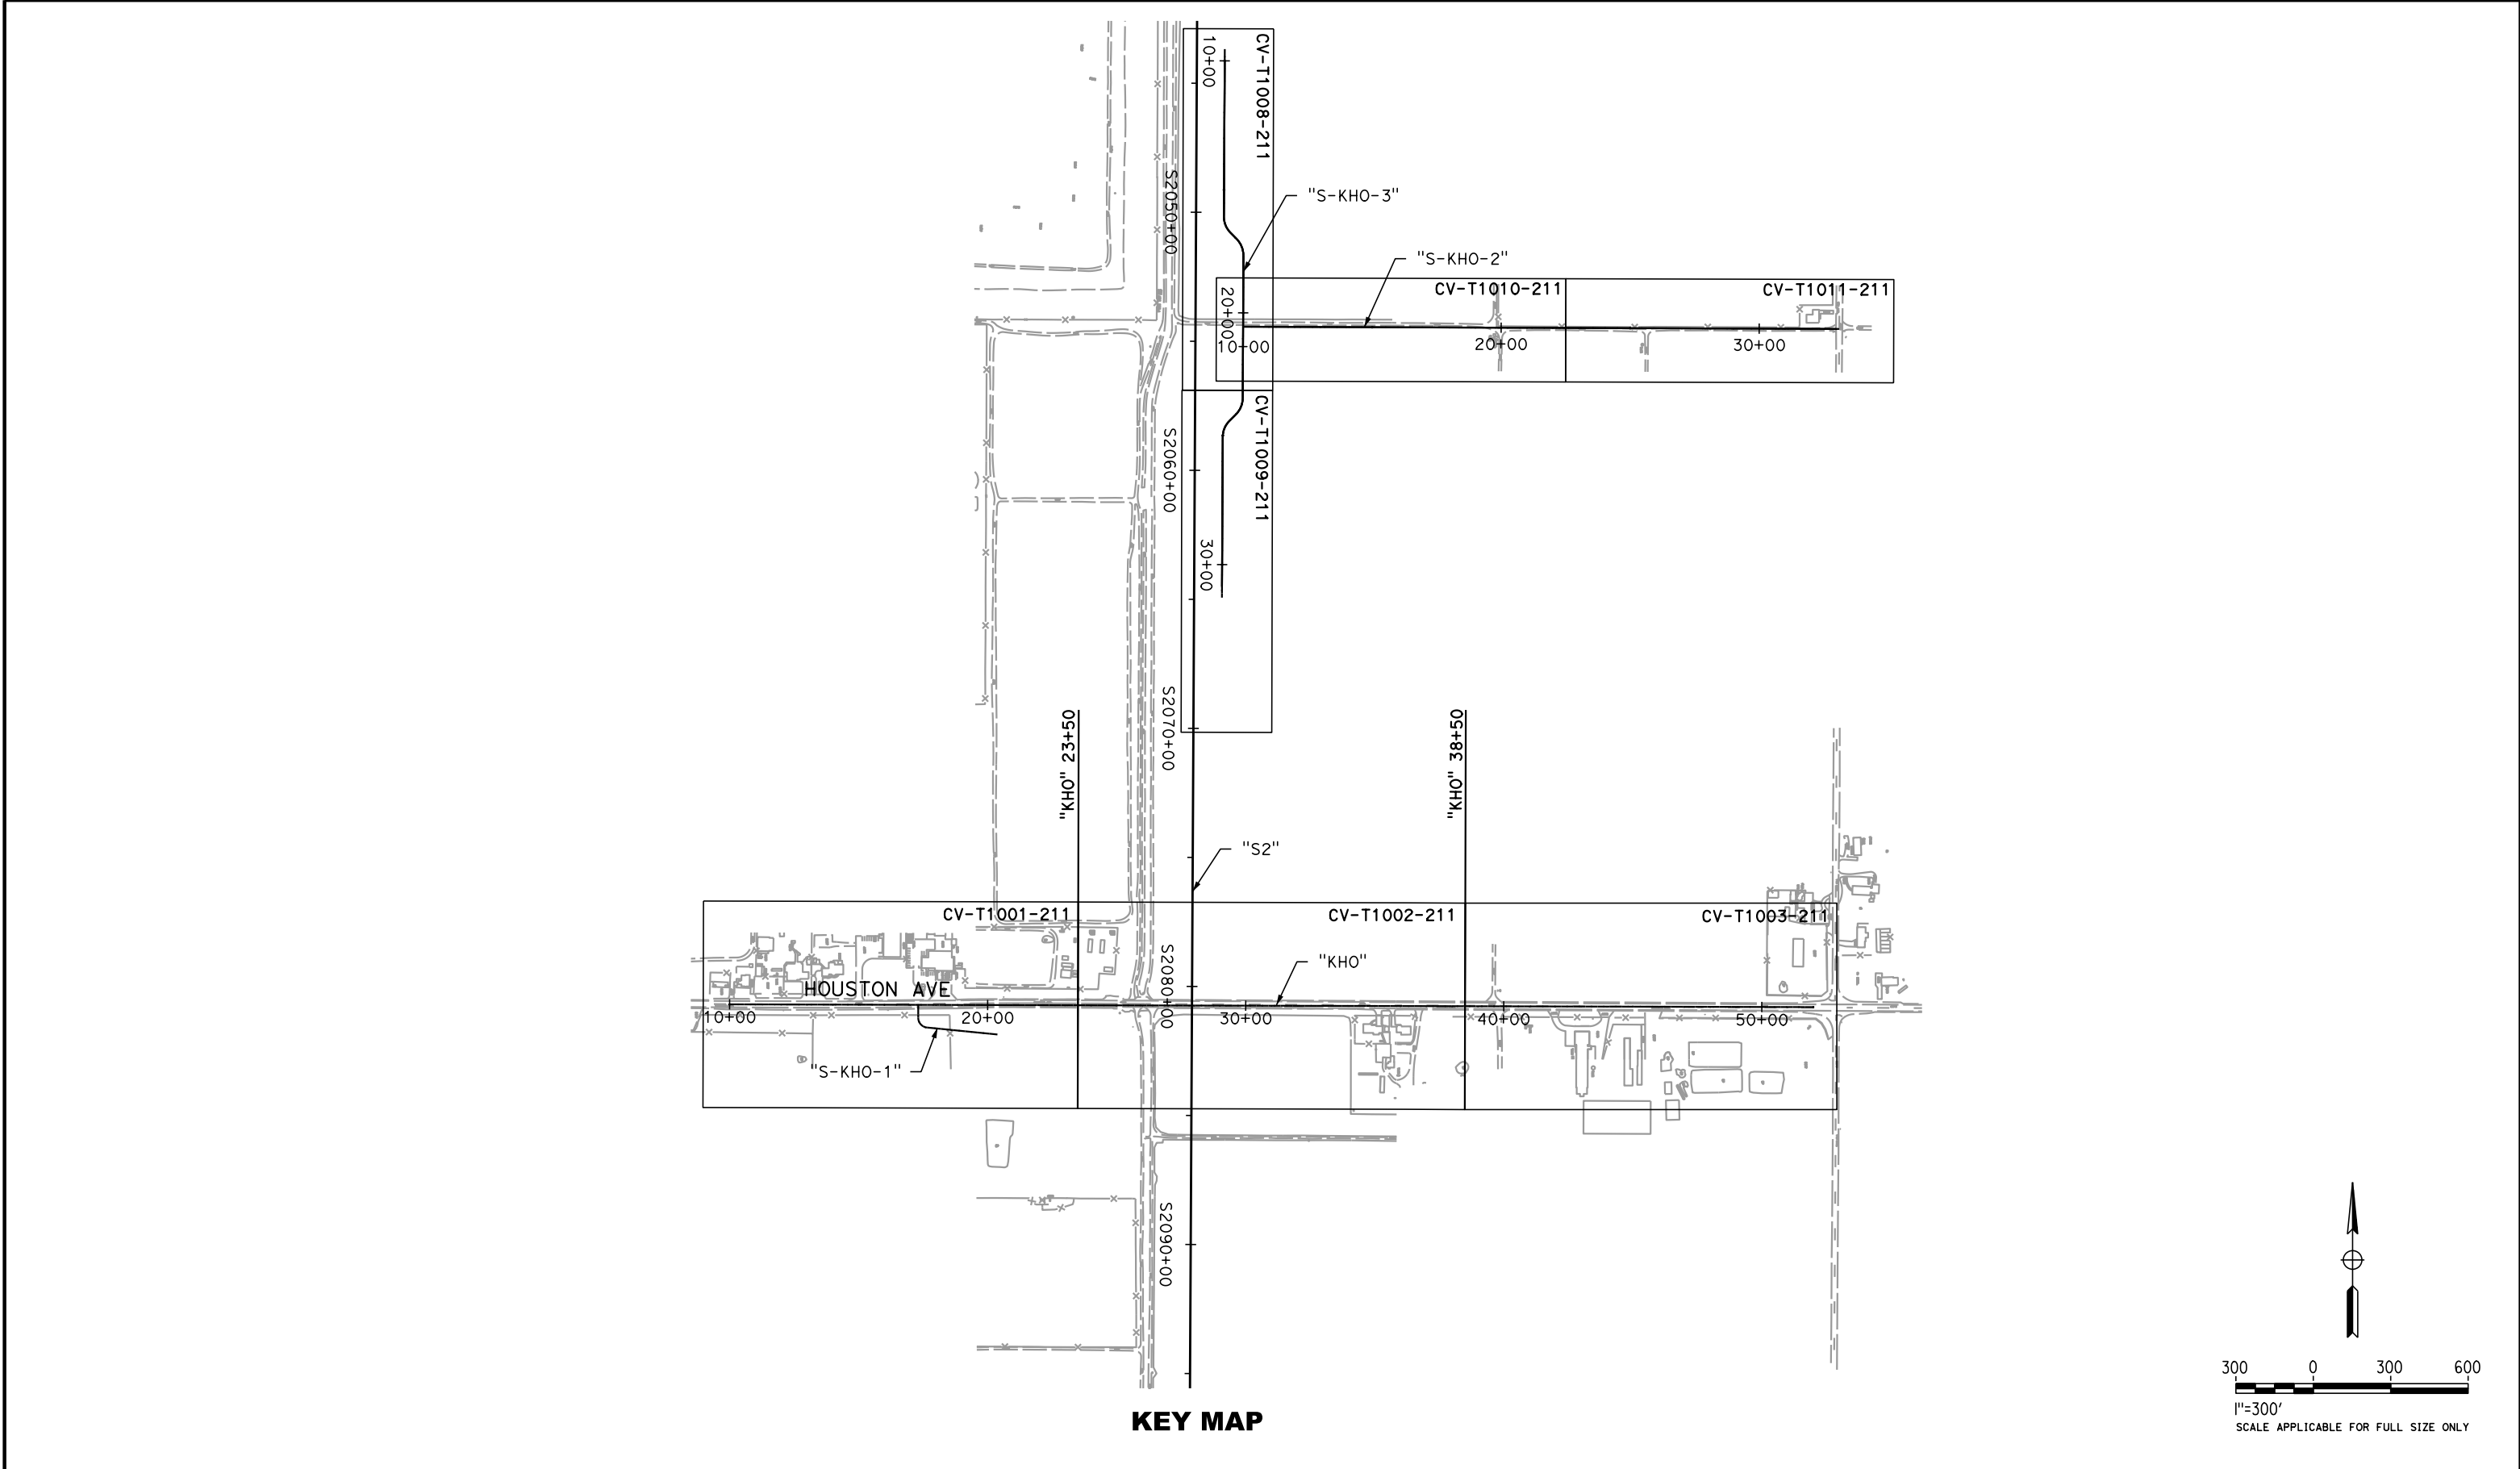 10+00
CV-T1008-211
S2050+00
"S-KHO-3"
"S-KHO-2"
20+00
CV-T1010-211
CV-T1011-211
10+00
20+00
30+00
CV-T1009-211
S2060+00
30+00
S2070+00
"KHO" 23+50
"KHO" 38+50
"S2"
CV-T1001-211
CV-T1002-211
CV-T1003-211
S2080+00
"KHO"
HOUSTON AVE
10+00
20+00
30+00
40+00
50+00
"S-KHO-1"
S2090+00
300 0 300 600
1"=300'
SCALE APPLICABLE FOR FULL SIZE ONLY
KEY MAP